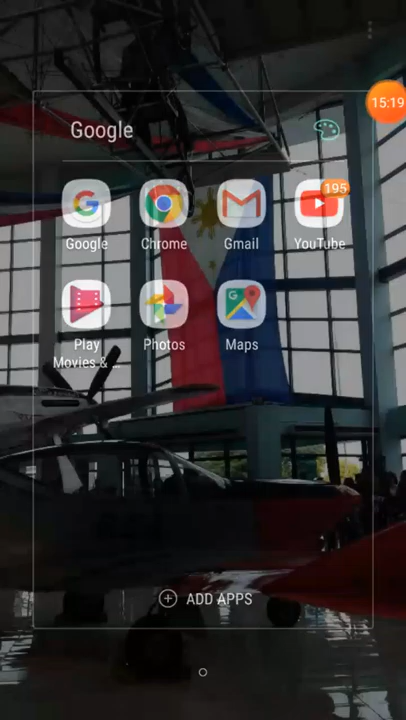 15:19
Google
195
Google Chrome Gmail YouTube
Play Photos Maps
Movies & ...
ADD APPS